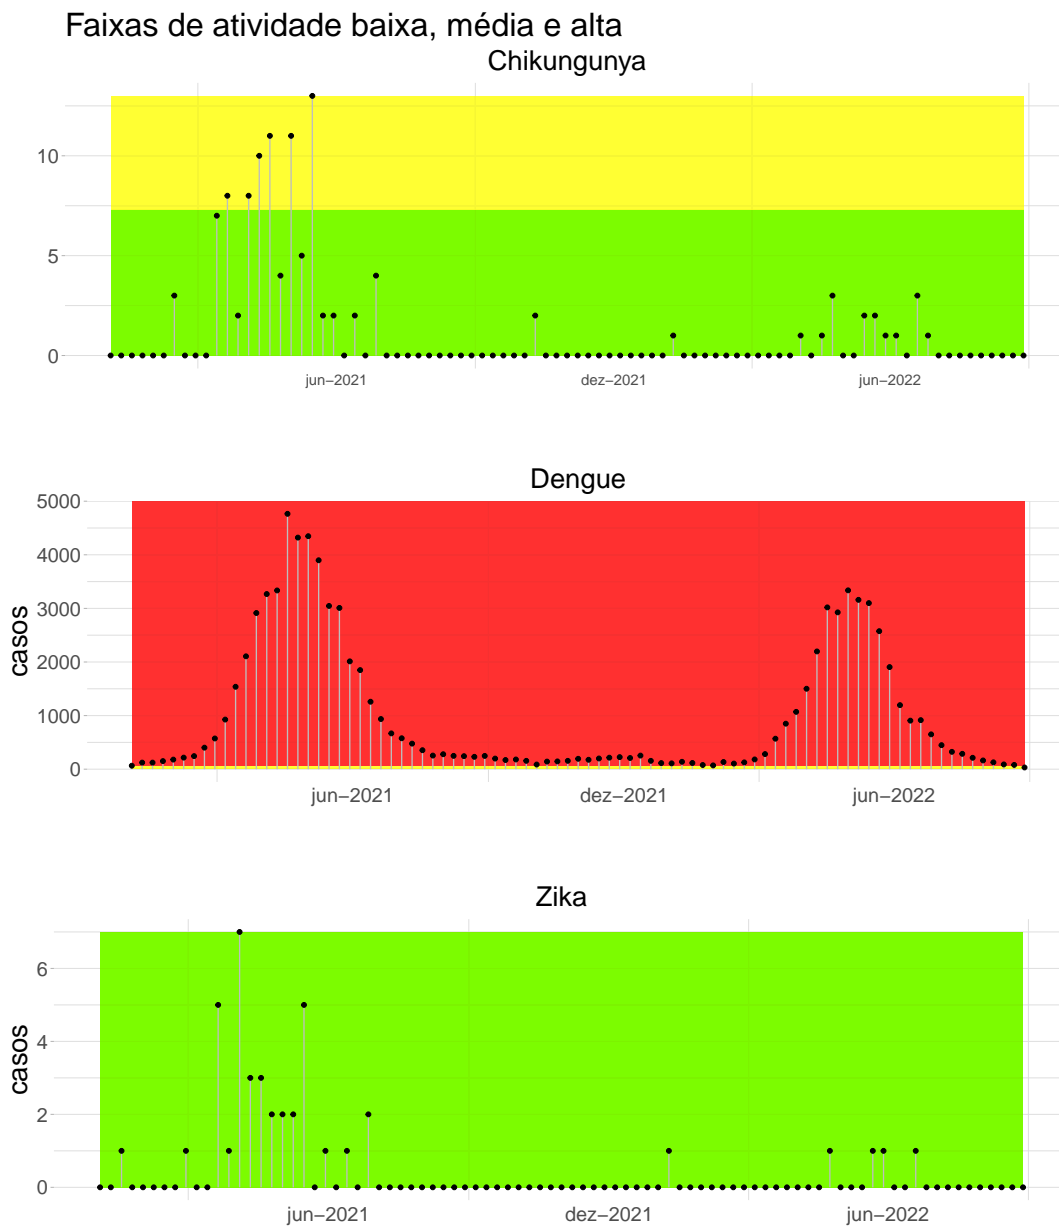 Faixas de atividade baixa, média e alta
Chikungunya
10
5
0
jun−2021 dez−2021 jun−2022
Dengue
5000
4000
3000
2000
1000
0
casos
jun−2021 dez−2021 jun−2022
Zika
6
4
2
0
casos
jun−2021 dez−2021 jun−2022